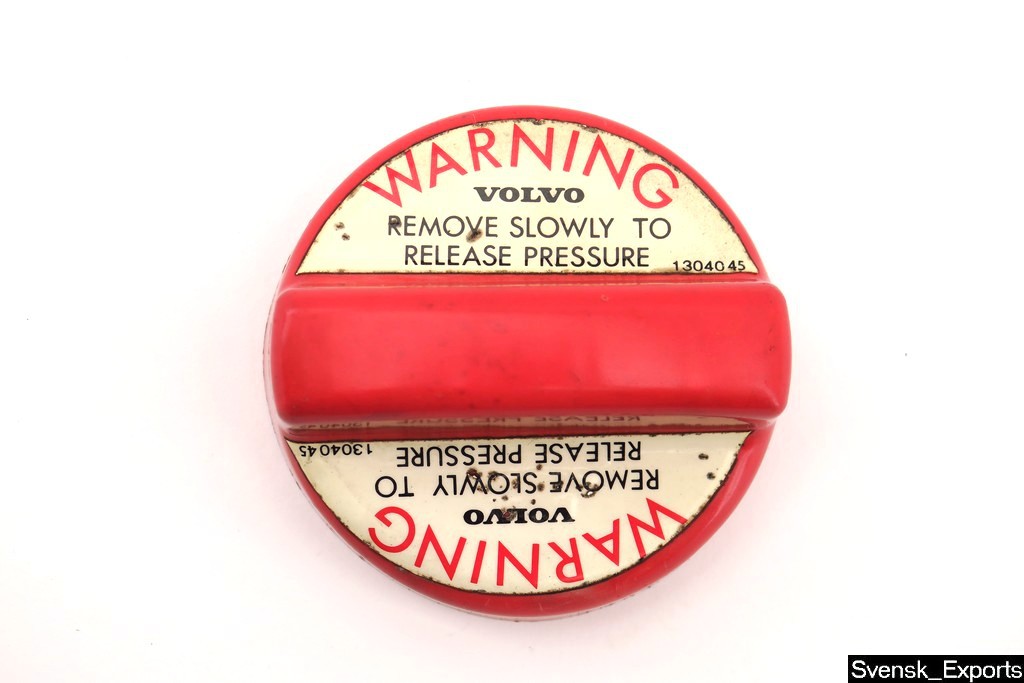 WARNING
VOLVO
REMOVE SLOWLY TO
RELEASE PRESSURE
1304045
1304045
RELEASE PRESSURE
REMOVE SLOWLY TO
VOLVO
WARNING
Svensk_Exports